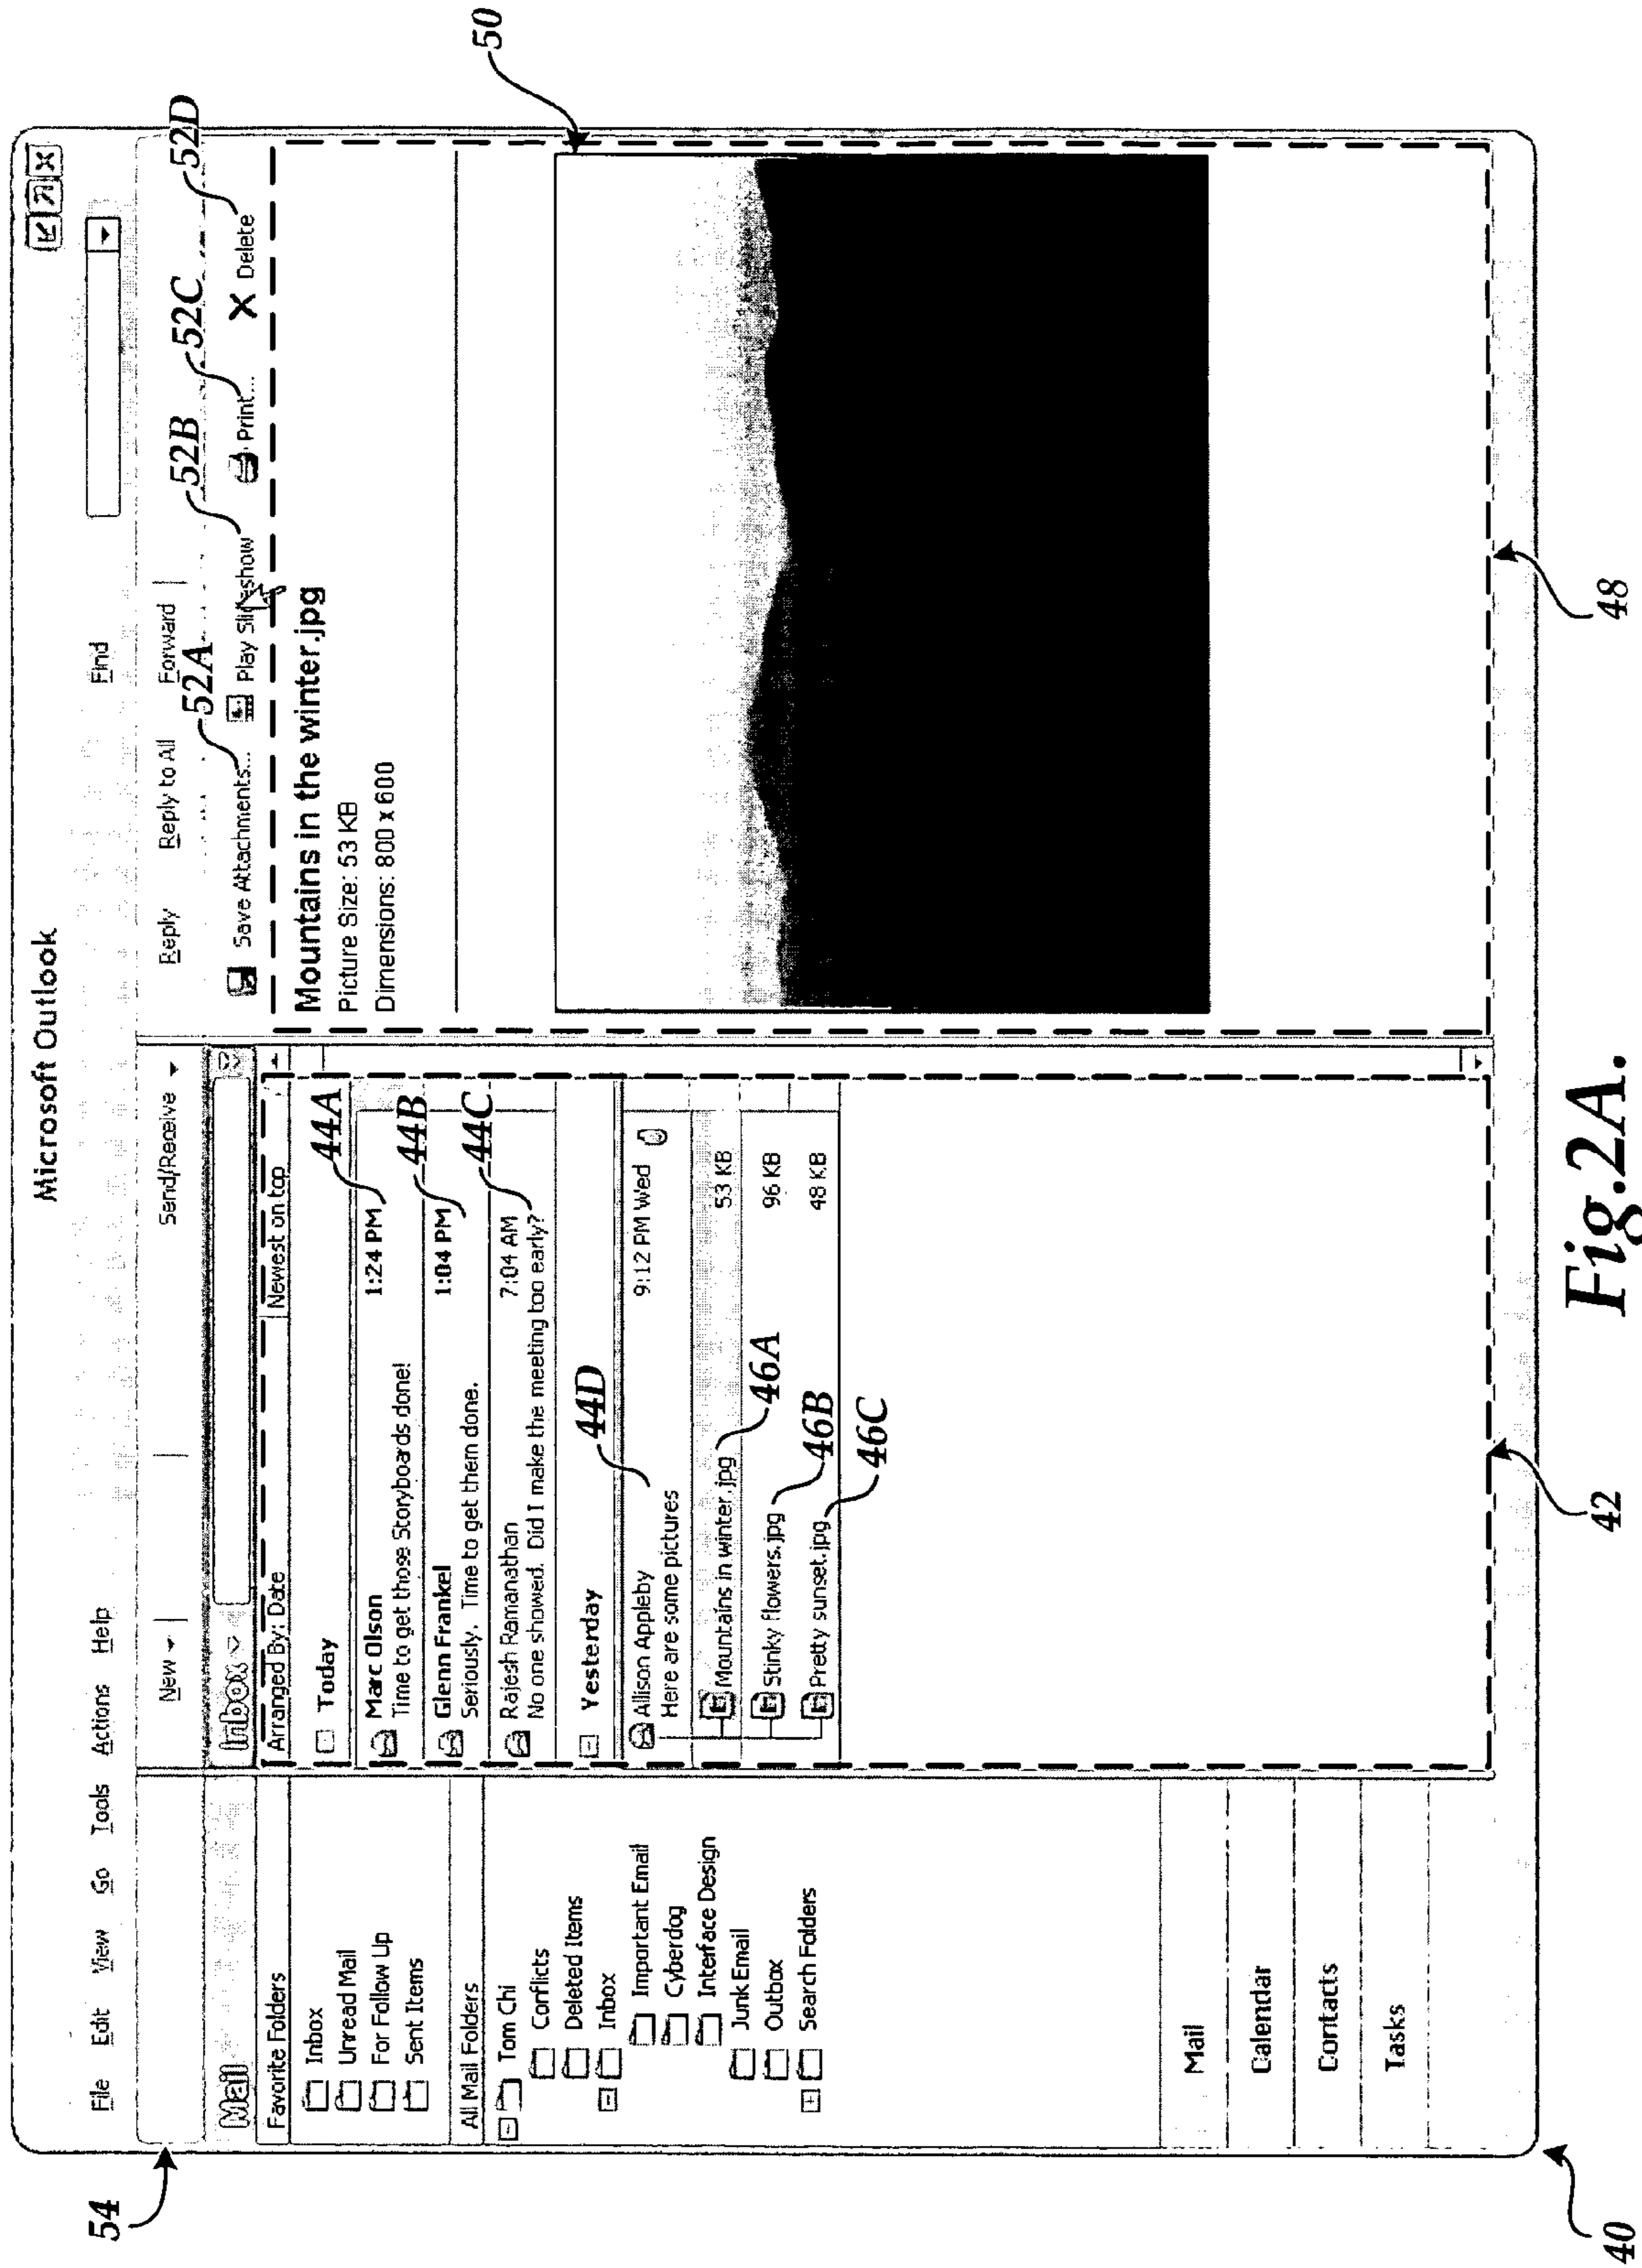 Microsoft Outlook
File Edit View Go Tools Actions Help
Find
54
New
Send/Receive
Reply Reply to All Forward
Mail
Inbox
52A
52B
52C
52D
Save Attachments... Play Slideshow Print... Delete
Favorite Folders
Inbox
Unread Mail
For Follow Up
Sent Items
All Mail Folders
Tom Chi
Conflicts
Deleted Items
Inbox
Important Email
Cyberdog
Interface Design
Junk Email
Outbox
Search Folders
Mail
Calendar
Contacts
Tasks
Arranged By: Date Newest on top
Today
44A
Marc Olson 1:24 PM
Time to get those Storyboards done!
44B
Glenn Frankel 1:04 PM
Seriously. Time to get them done.
44C
Rajesh Ramanathan 7:04 AM
No one showed. Did I make the meeting too early?
Yesterday
44D
Allison Appleby 9:12 PM Wed
Here are some pictures
Mountains in winter.jpg 53 KB
46A
Stinky flowers.jpg 96 KB
46B
Pretty sunset.jpg 48 KB
46C
Mountains in the winter.jpg
Picture Size: 53 KB
Dimensions: 800 x 600
50
40
42
48
Fig.2A.